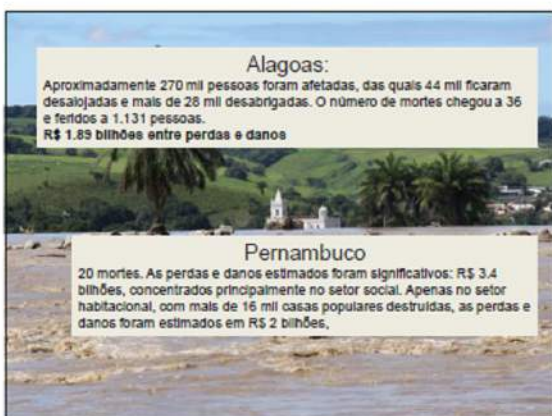 Alagoas:
Aproximadamente 270 mil pessoas foram afetadas, das quais 44 mil ficaram
desalojadas e mais de 28 mil desabrigadas. O número de mortes chegou a 36
e feridos a 1.131 pessoas.
R$ 1.89 bilhões entre perdas e danos
Pernambuco
20 mortes. As perdas e danos estimados foram significativos: R$ 3.4
bilhões, concentrados principalmente no setor social. Apenas no setor
habitacional, com mais de 16 mil casas populares destruídas, as perdas e
danos foram estimados em R$ 2 bilhões,